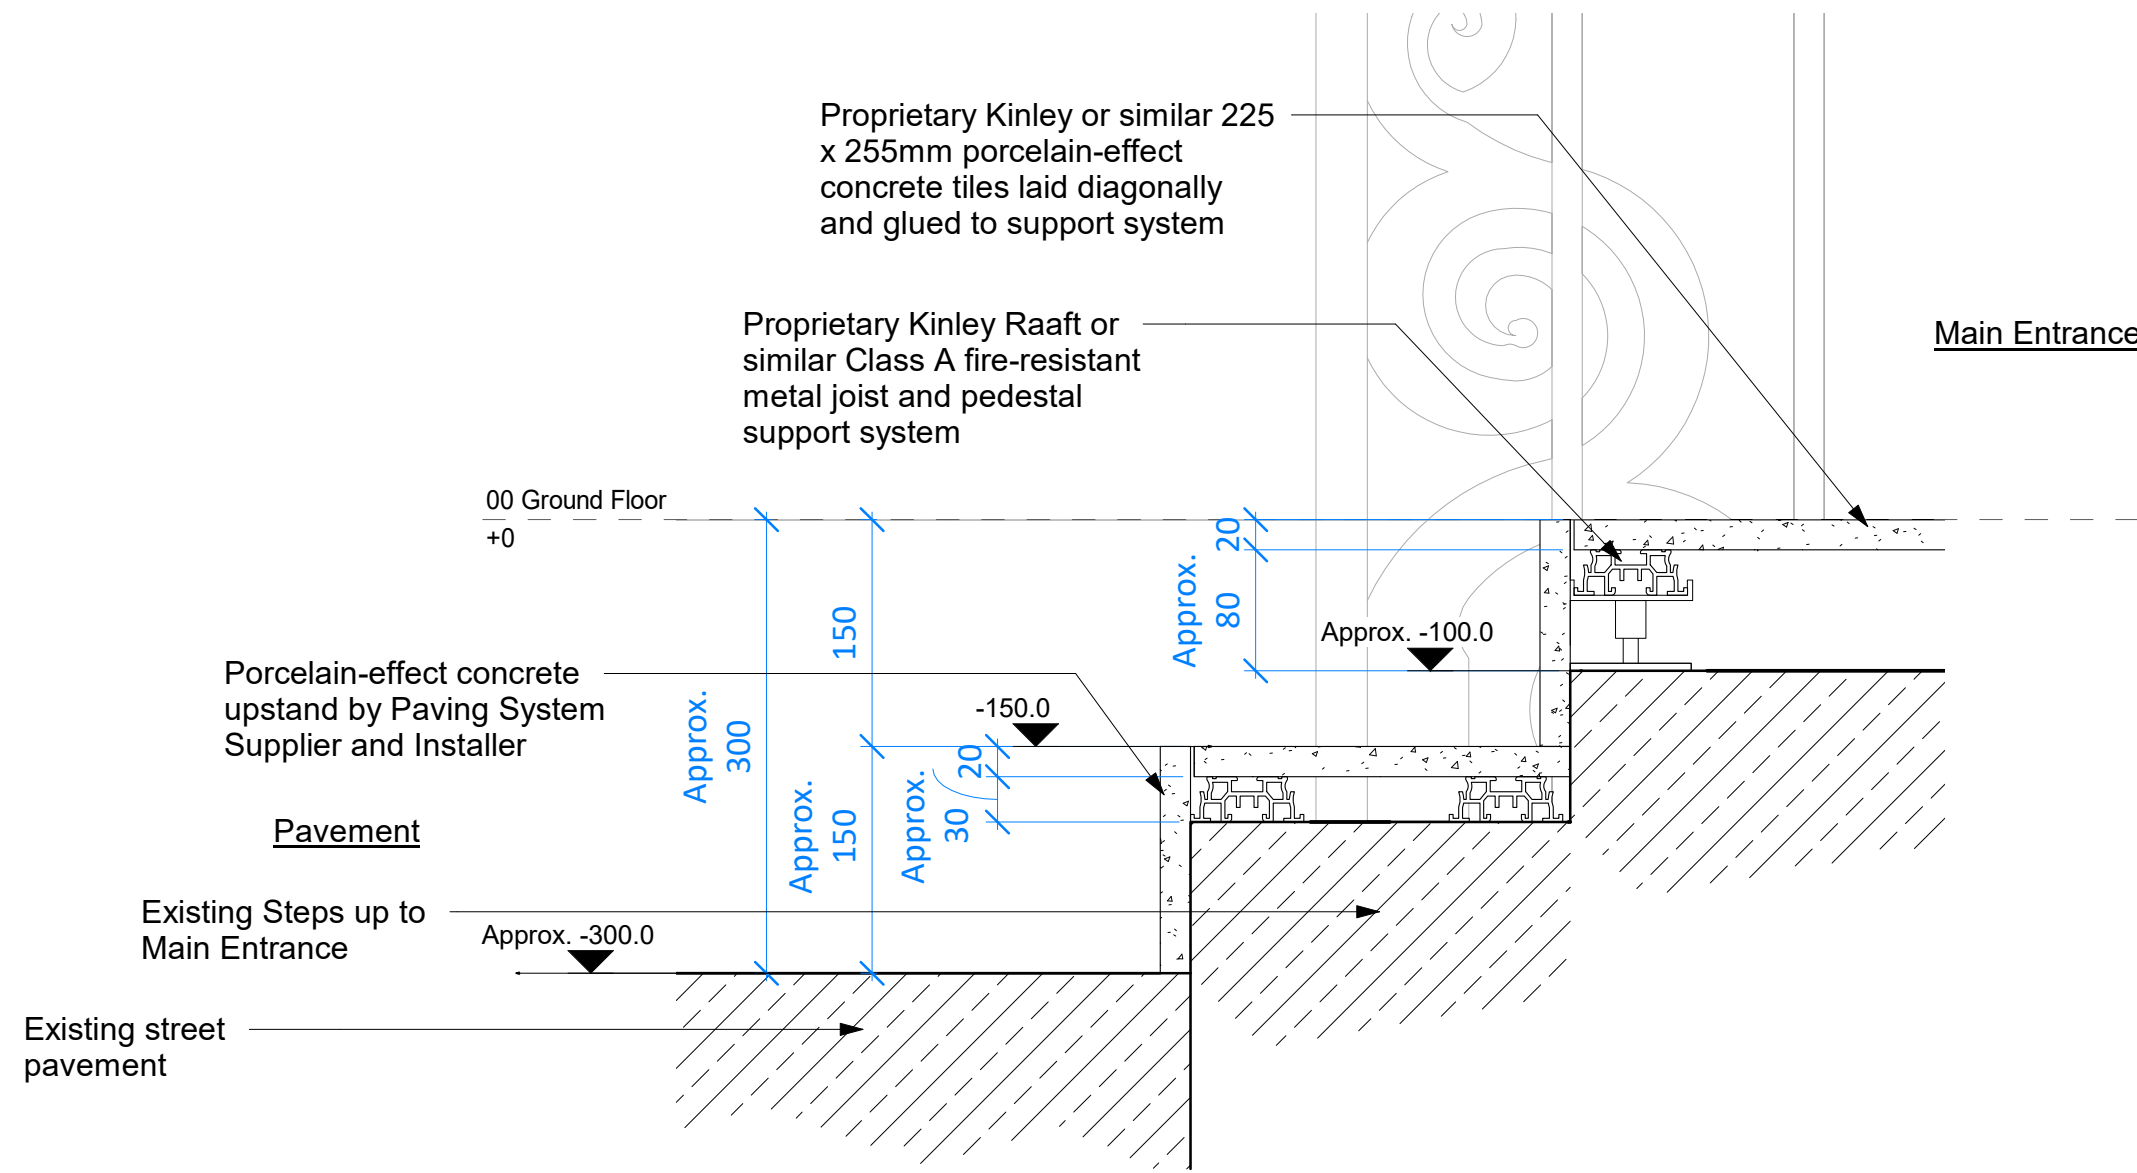 Proprietary Kinley or similar 225
x 255mm porcelain-effect
concrete tiles laid diagonally
and glued to support system
Proprietary Kinley Raaft or
similar Class A fire-resistant
metal joist and pedestal
support system
Main Entrance
00 Ground Floor
+0
20
Approx.
80
150
Approx. -100.0
Porcelain-effect concrete
upstand by Paving System
Supplier and Installer
Approx.
300
-150.0
20
Approx.
150
Approx.
30
Pavement
Existing Steps up to
Main Entrance
Approx. -300.0
Existing street
pavement